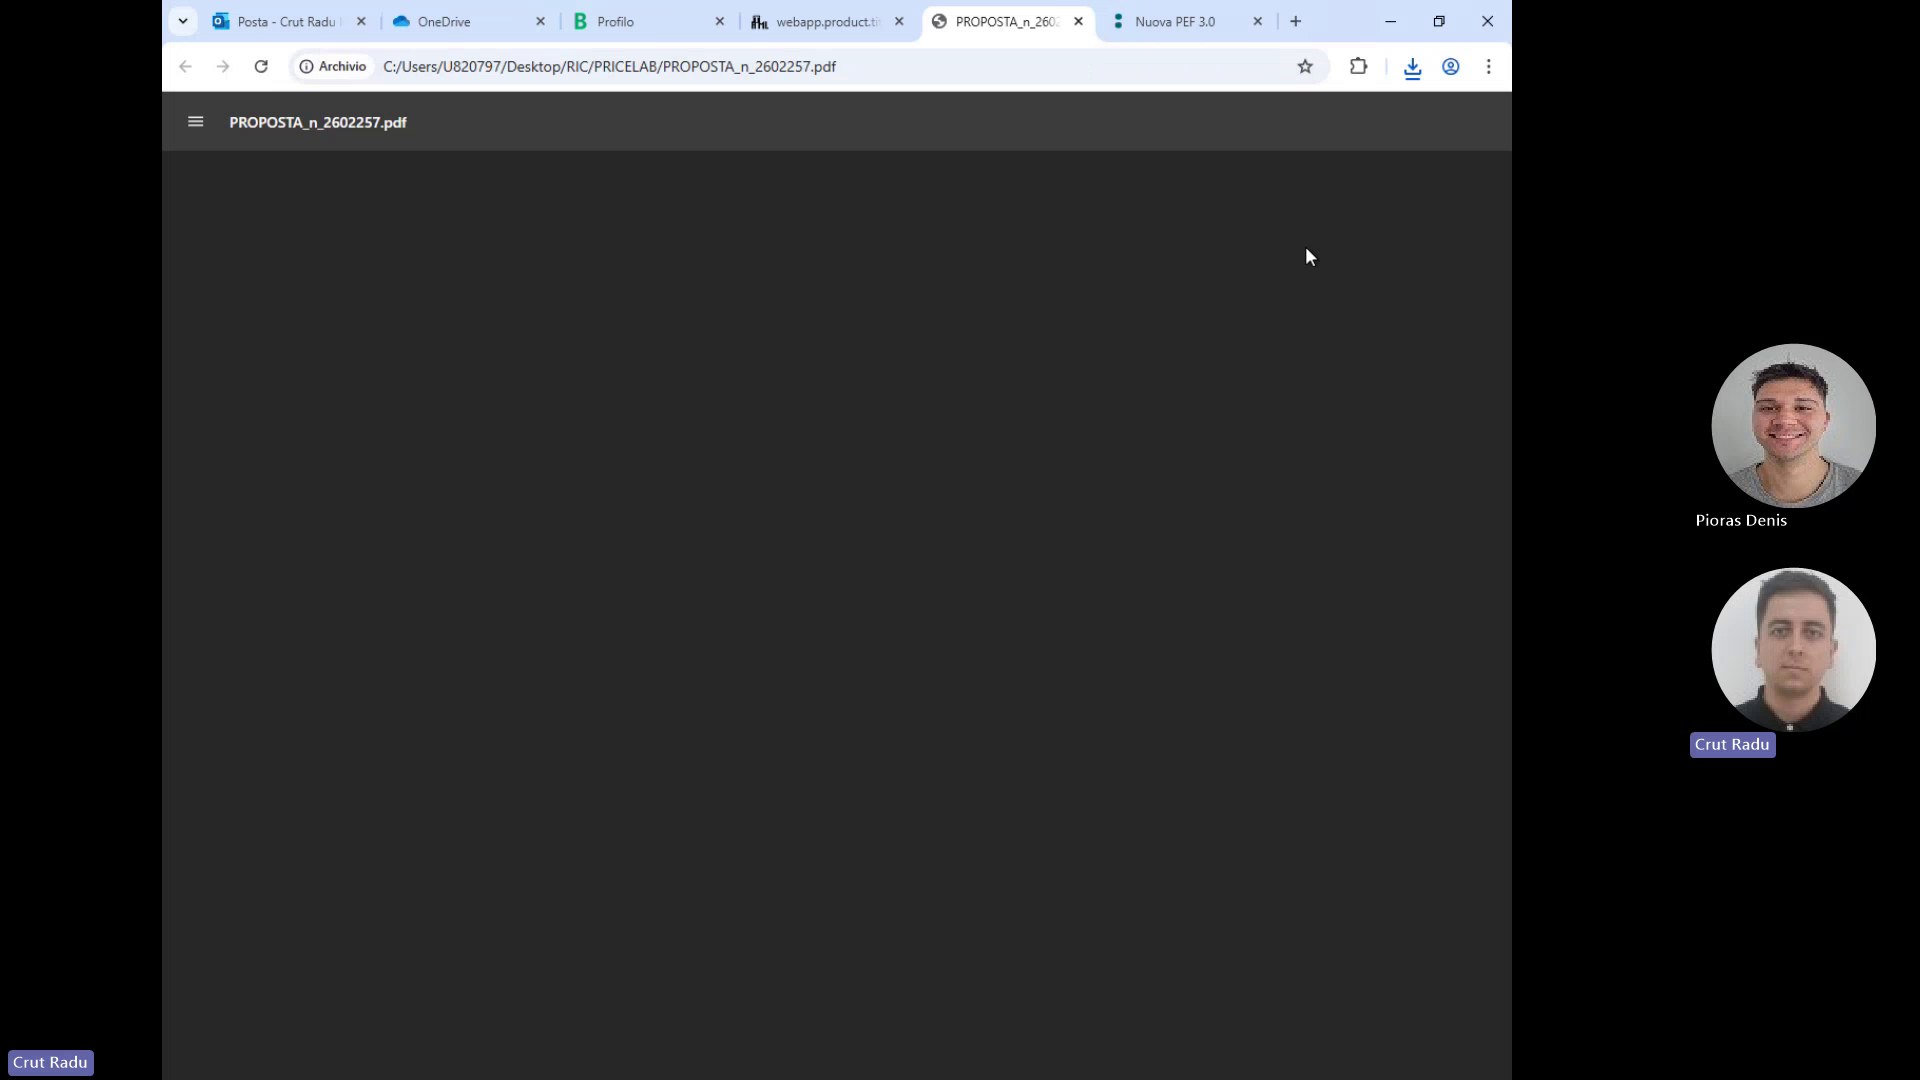 Posta - Crut Radu
OneDrive
Profilo
webapp.product.ti
PROPOSTA_n_260
Nuova PEF 3.0
Archivio
C:/Users/U820797/Desktop/RIC/PRICELAB/PROPOSTA_n_2602257.pdf
PROPOSTA_n_2602257.pdf
Pioras Denis
Crut Radu
Crut Radu